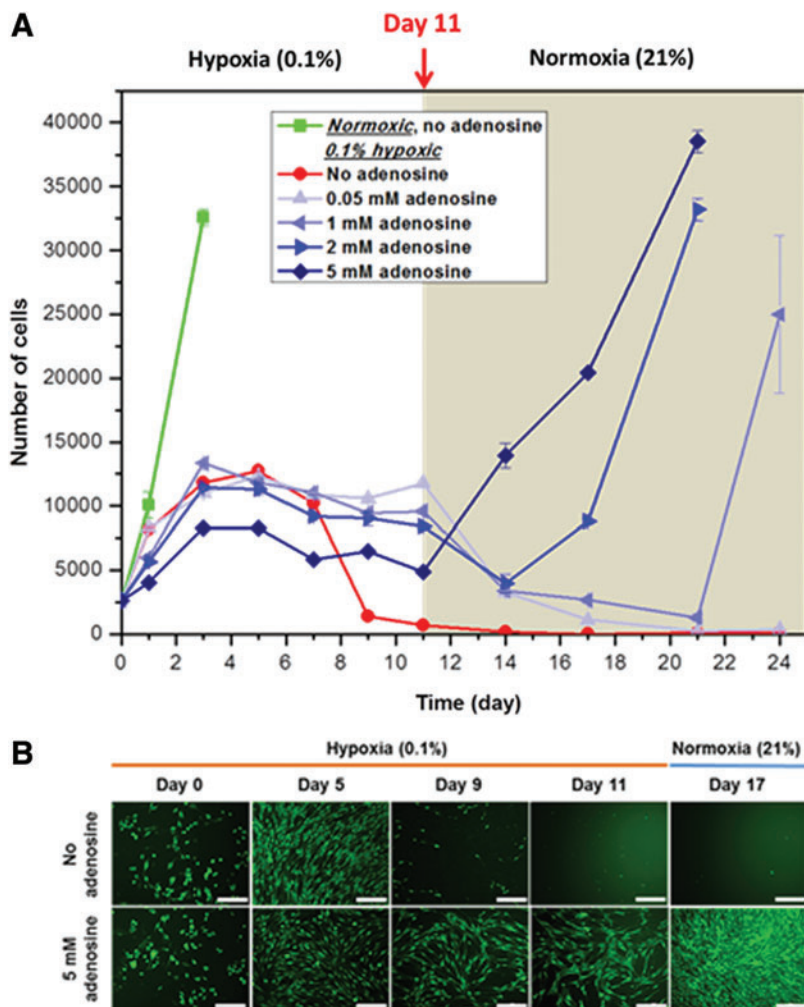 A
Day 11
Hypoxia (0.1%)
Normoxia (21%)
Normoxic, no adenosine
0.1% hypoxic
No adenosine
0.05 mM adenosine
1 mM adenosine
2 mM adenosine
5 mM adenosine
Number of cells
40000
35000
30000
25000
20000
15000
10000
5000
0
0 2 4 6 8 10 12 14 16 18 20 22 24
Time (day)
B
Hypoxia (0.1%)
Normoxia (21%)
Day 0 Day 5 Day 9 Day 11 Day 17
No
adenosine
5 mM
adenosine